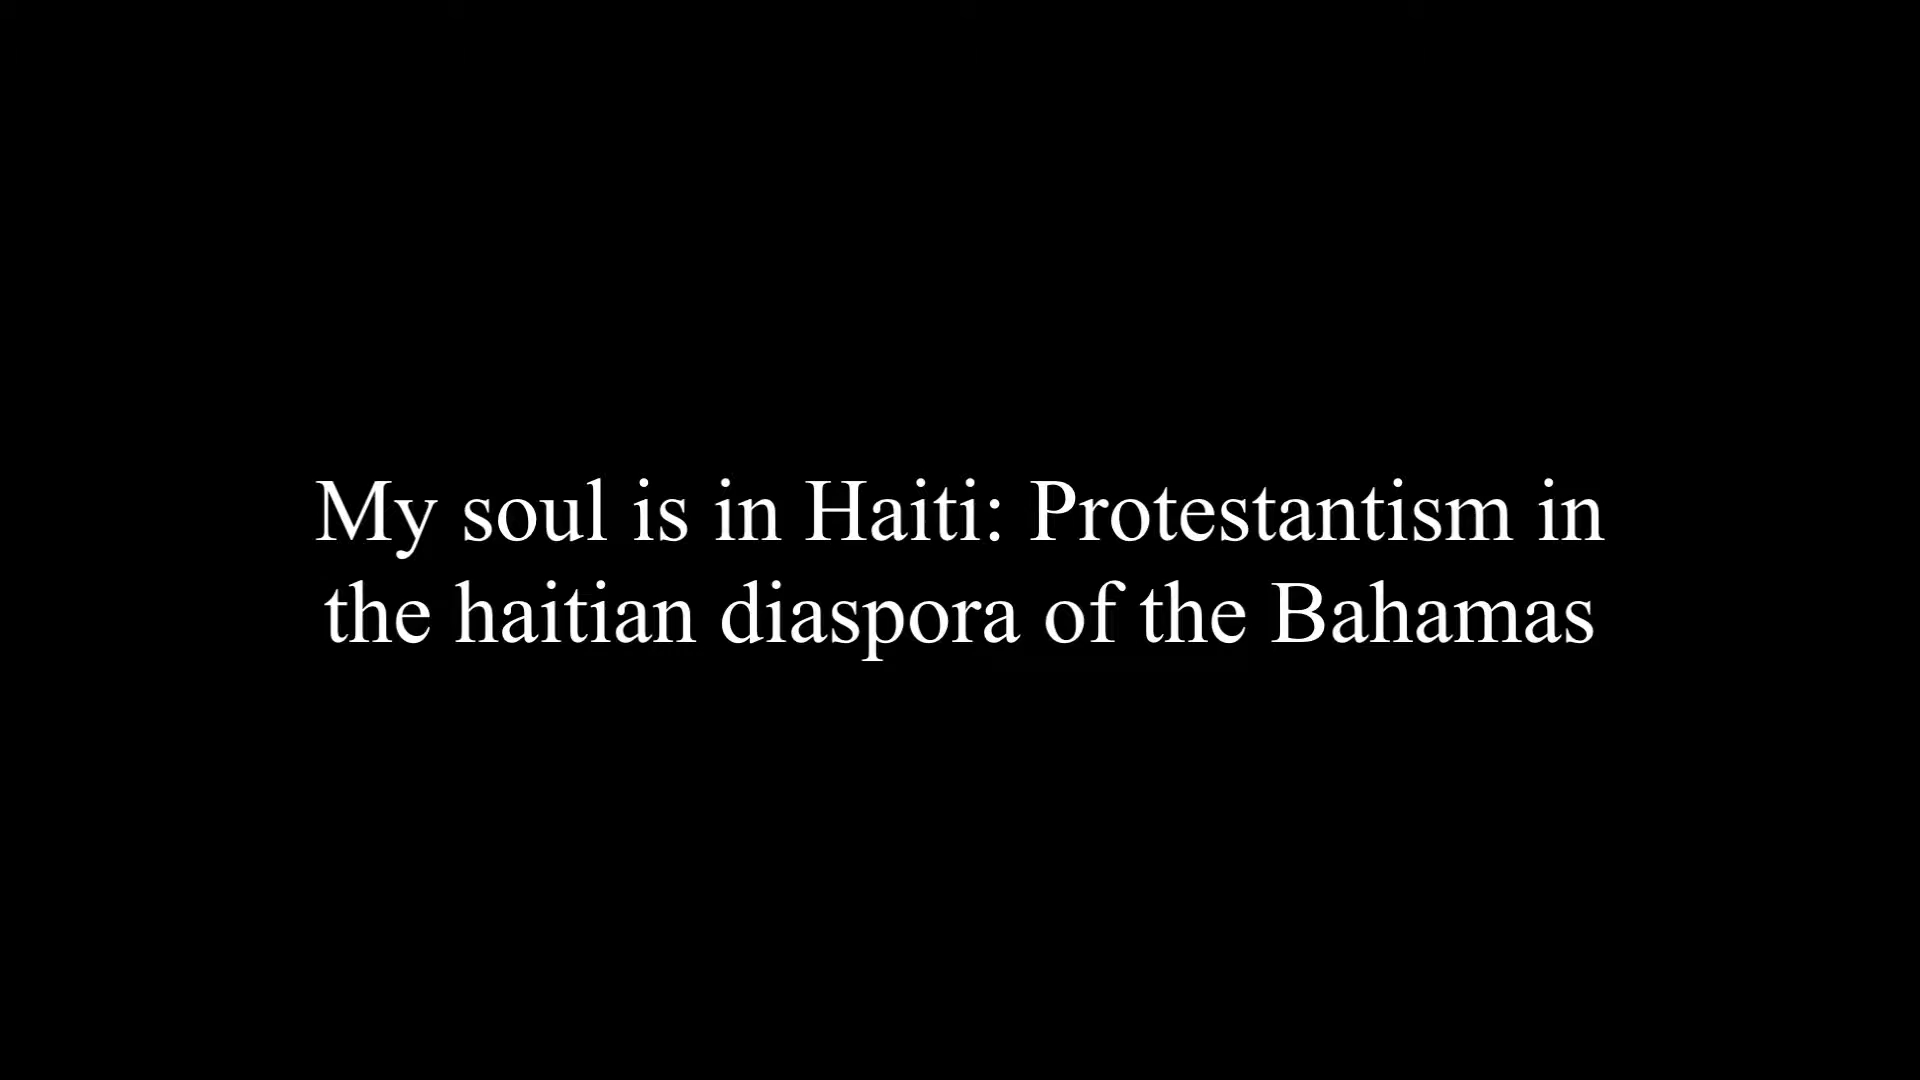 My soul is in Haiti: Protestantism in
the haitian diaspora of the Bahamas